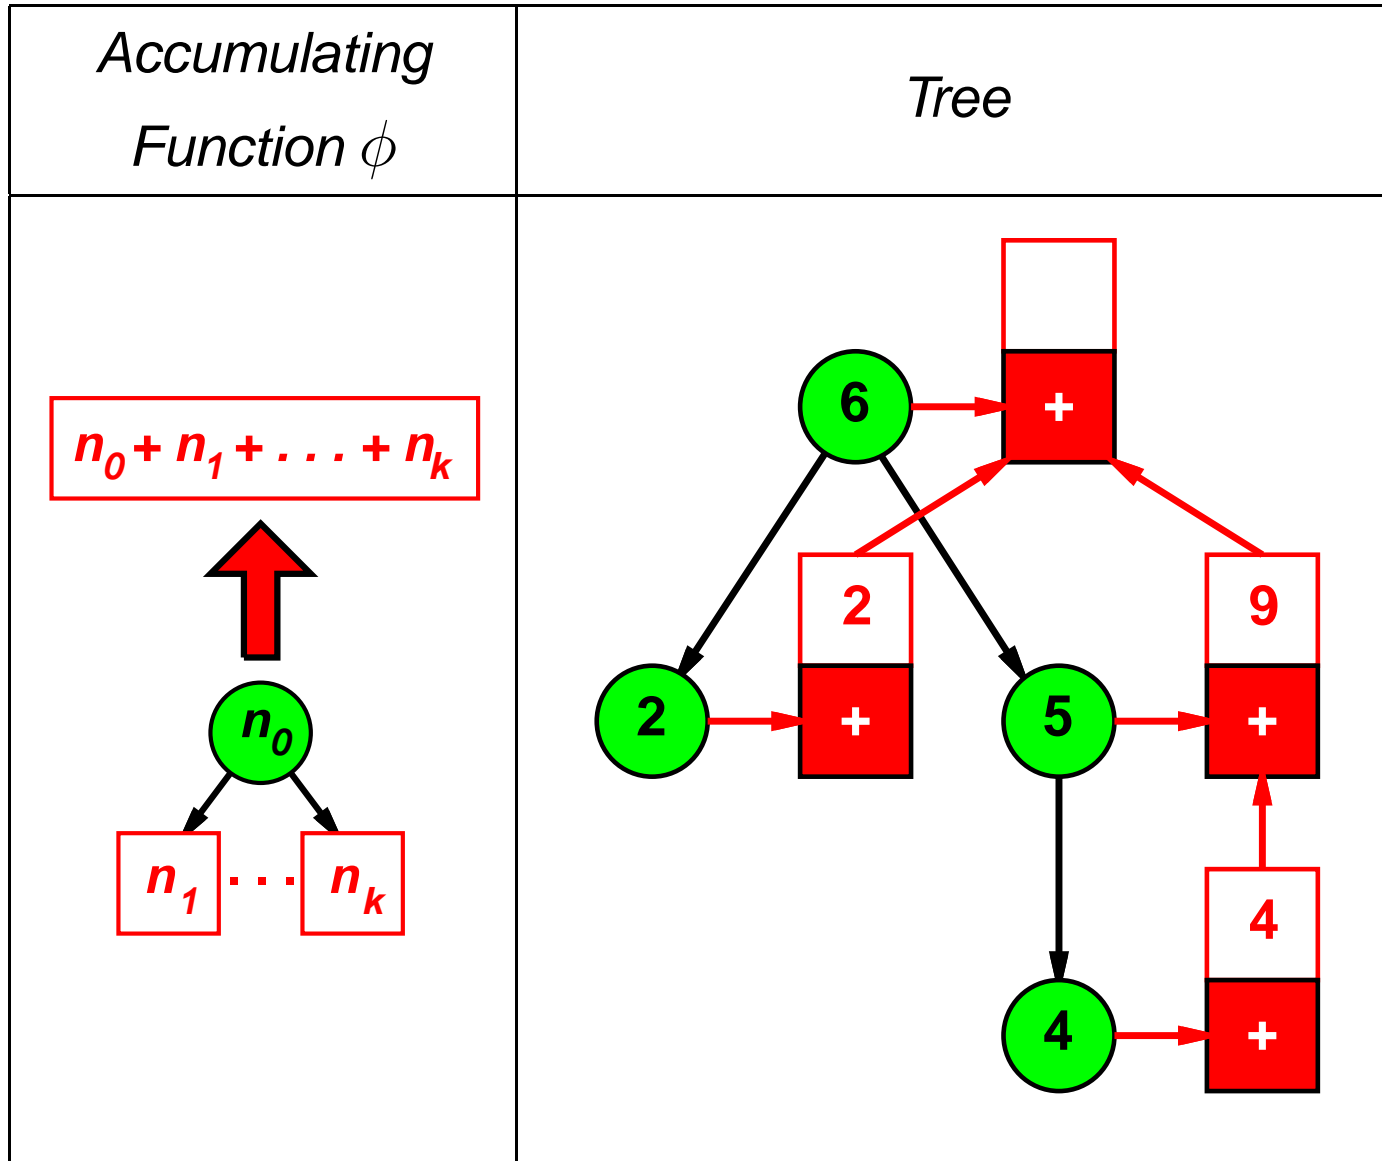 Accumulating
Function ϕ
Tree
n0 + n1 + . . . + nk
n0
n1 . . . nk
6 +
2 9
2 + 5 +
4
4 +